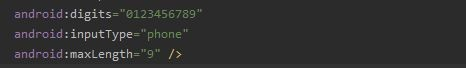 android:digits="0123456789"
android:inputType="phone"
android:maxLength="9" />